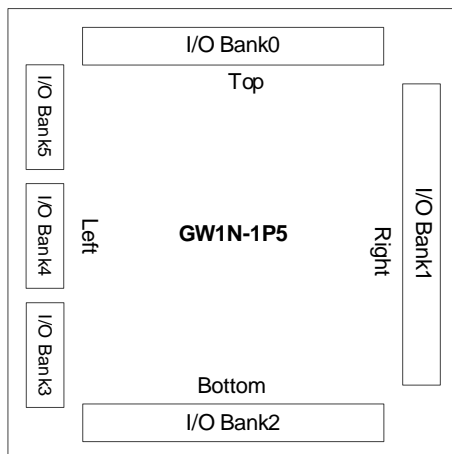 I/O Bank0
Top
I/O Bank5
I/O Bank4
I/O Bank3
Left
GW1N-1P5
Right
I/O Bank1
Bottom
I/O Bank2